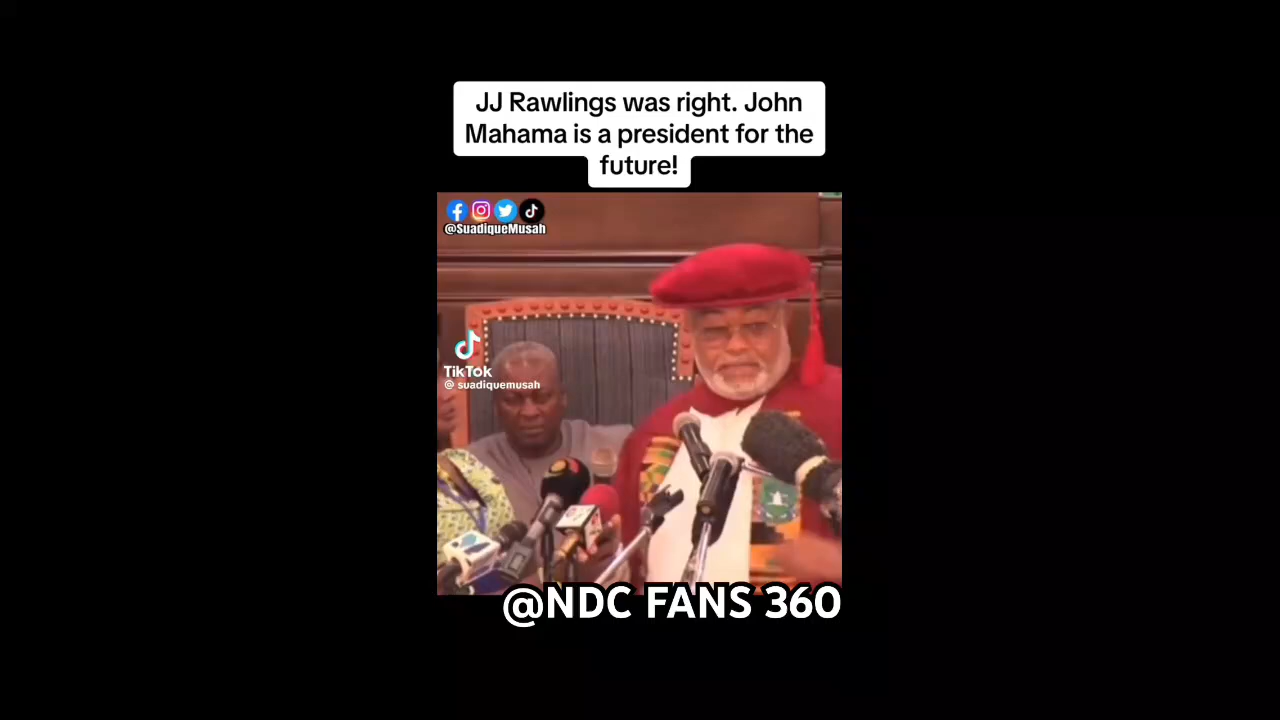 JJ Rawlings was right. John
Mahama is a president for the
future!
@SuadiqueMusah
TikTok
@ suadiquemusah
@NDC FANS 360